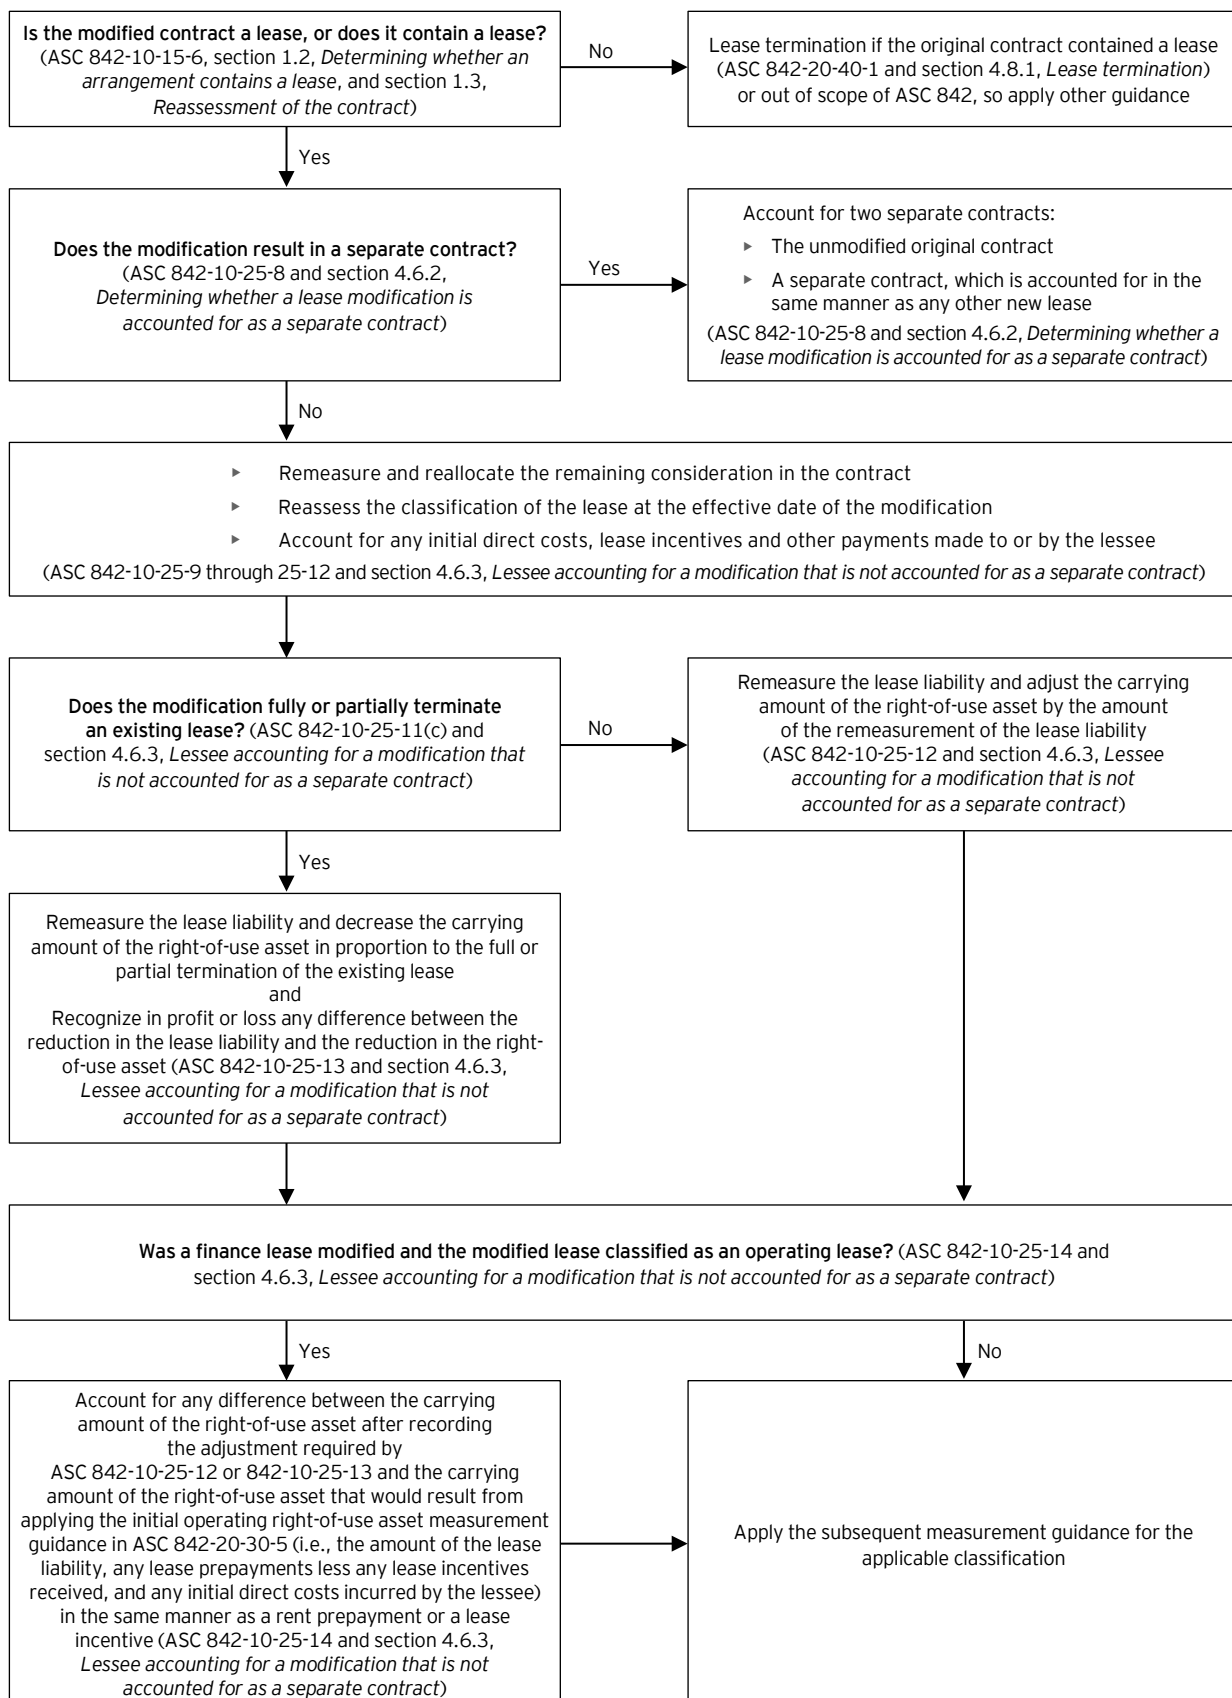 Is the modified contract a lease, or does it contain a lease?
(ASC 842-10-15-6, section 1.2, Determining whether an
arrangement contains a lease, and section 1.3,
Reassessment of the contract)
No
Lease termination if the original contract contained a lease
(ASC 842-20-40-1 and section 4.8.1, Lease termination)
or out of scope of ASC 842, so apply other guidance
Yes
Does the modification result in a separate contract?
(ASC 842-10-25-8 and section 4.6.2,
Determining whether a lease modification is
accounted for as a separate contract)
Yes
Account for two separate contracts:
► The unmodified original contract
► A separate contract, which is accounted for in the
same manner as any other new lease
(ASC 842-10-25-8 and section 4.6.2, Determining whether a
lease modification is accounted for as a separate contract)
No
► Remeasure and reallocate the remaining consideration in the contract
► Reassess the classification of the lease at the effective date of the modification
► Account for any initial direct costs, lease incentives and other payments made to or by the lessee
(ASC 842-10-25-9 through 25-12 and section 4.6.3, Lessee accounting for a modification that is not accounted for as a separate contract)
Does the modification fully or partially terminate
an existing lease? (ASC 842-10-25-11(c) and
section 4.6.3, Lessee accounting for a modification that
is not accounted for as a separate contract)
No
Remeasure the lease liability and adjust the carrying
amount of the right-of-use asset by the amount
of the remeasurement of the lease liability
(ASC 842-10-25-12 and section 4.6.3, Lessee
accounting for a modification that is not
accounted for as a separate contract)
Yes
Remeasure the lease liability and decrease the carrying
amount of the right-of-use asset in proportion to the full or
partial termination of the existing lease
and
Recognize in profit or loss any difference between the
reduction in the lease liability and the reduction in the right-
of-use asset (ASC 842-10-25-13 and section 4.6.3,
Lessee accounting for a modification that is not
accounted for as a separate contract)
Was a finance lease modified and the modified lease classified as an operating lease? (ASC 842-10-25-14 and
section 4.6.3, Lessee accounting for a modification that is not accounted for as a separate contract)
Yes
No
Account for any difference between the carrying
amount of the right-of-use asset after recording
the adjustment required by
ASC 842-10-25-12 or 842-10-25-13 and the carrying
amount of the right-of-use asset that would result from
applying the initial operating right-of-use asset measurement
guidance in ASC 842-20-30-5 (i.e., the amount of the lease
liability, any lease prepayments less any lease incentives
received, and any initial direct costs incurred by the lessee)
in the same manner as a rent prepayment or a lease
incentive (ASC 842-10-25-14 and section 4.6.3,
Lessee accounting for a modification that is not
accounted for as a separate contract)
Apply the subsequent measurement guidance for the
applicable classification